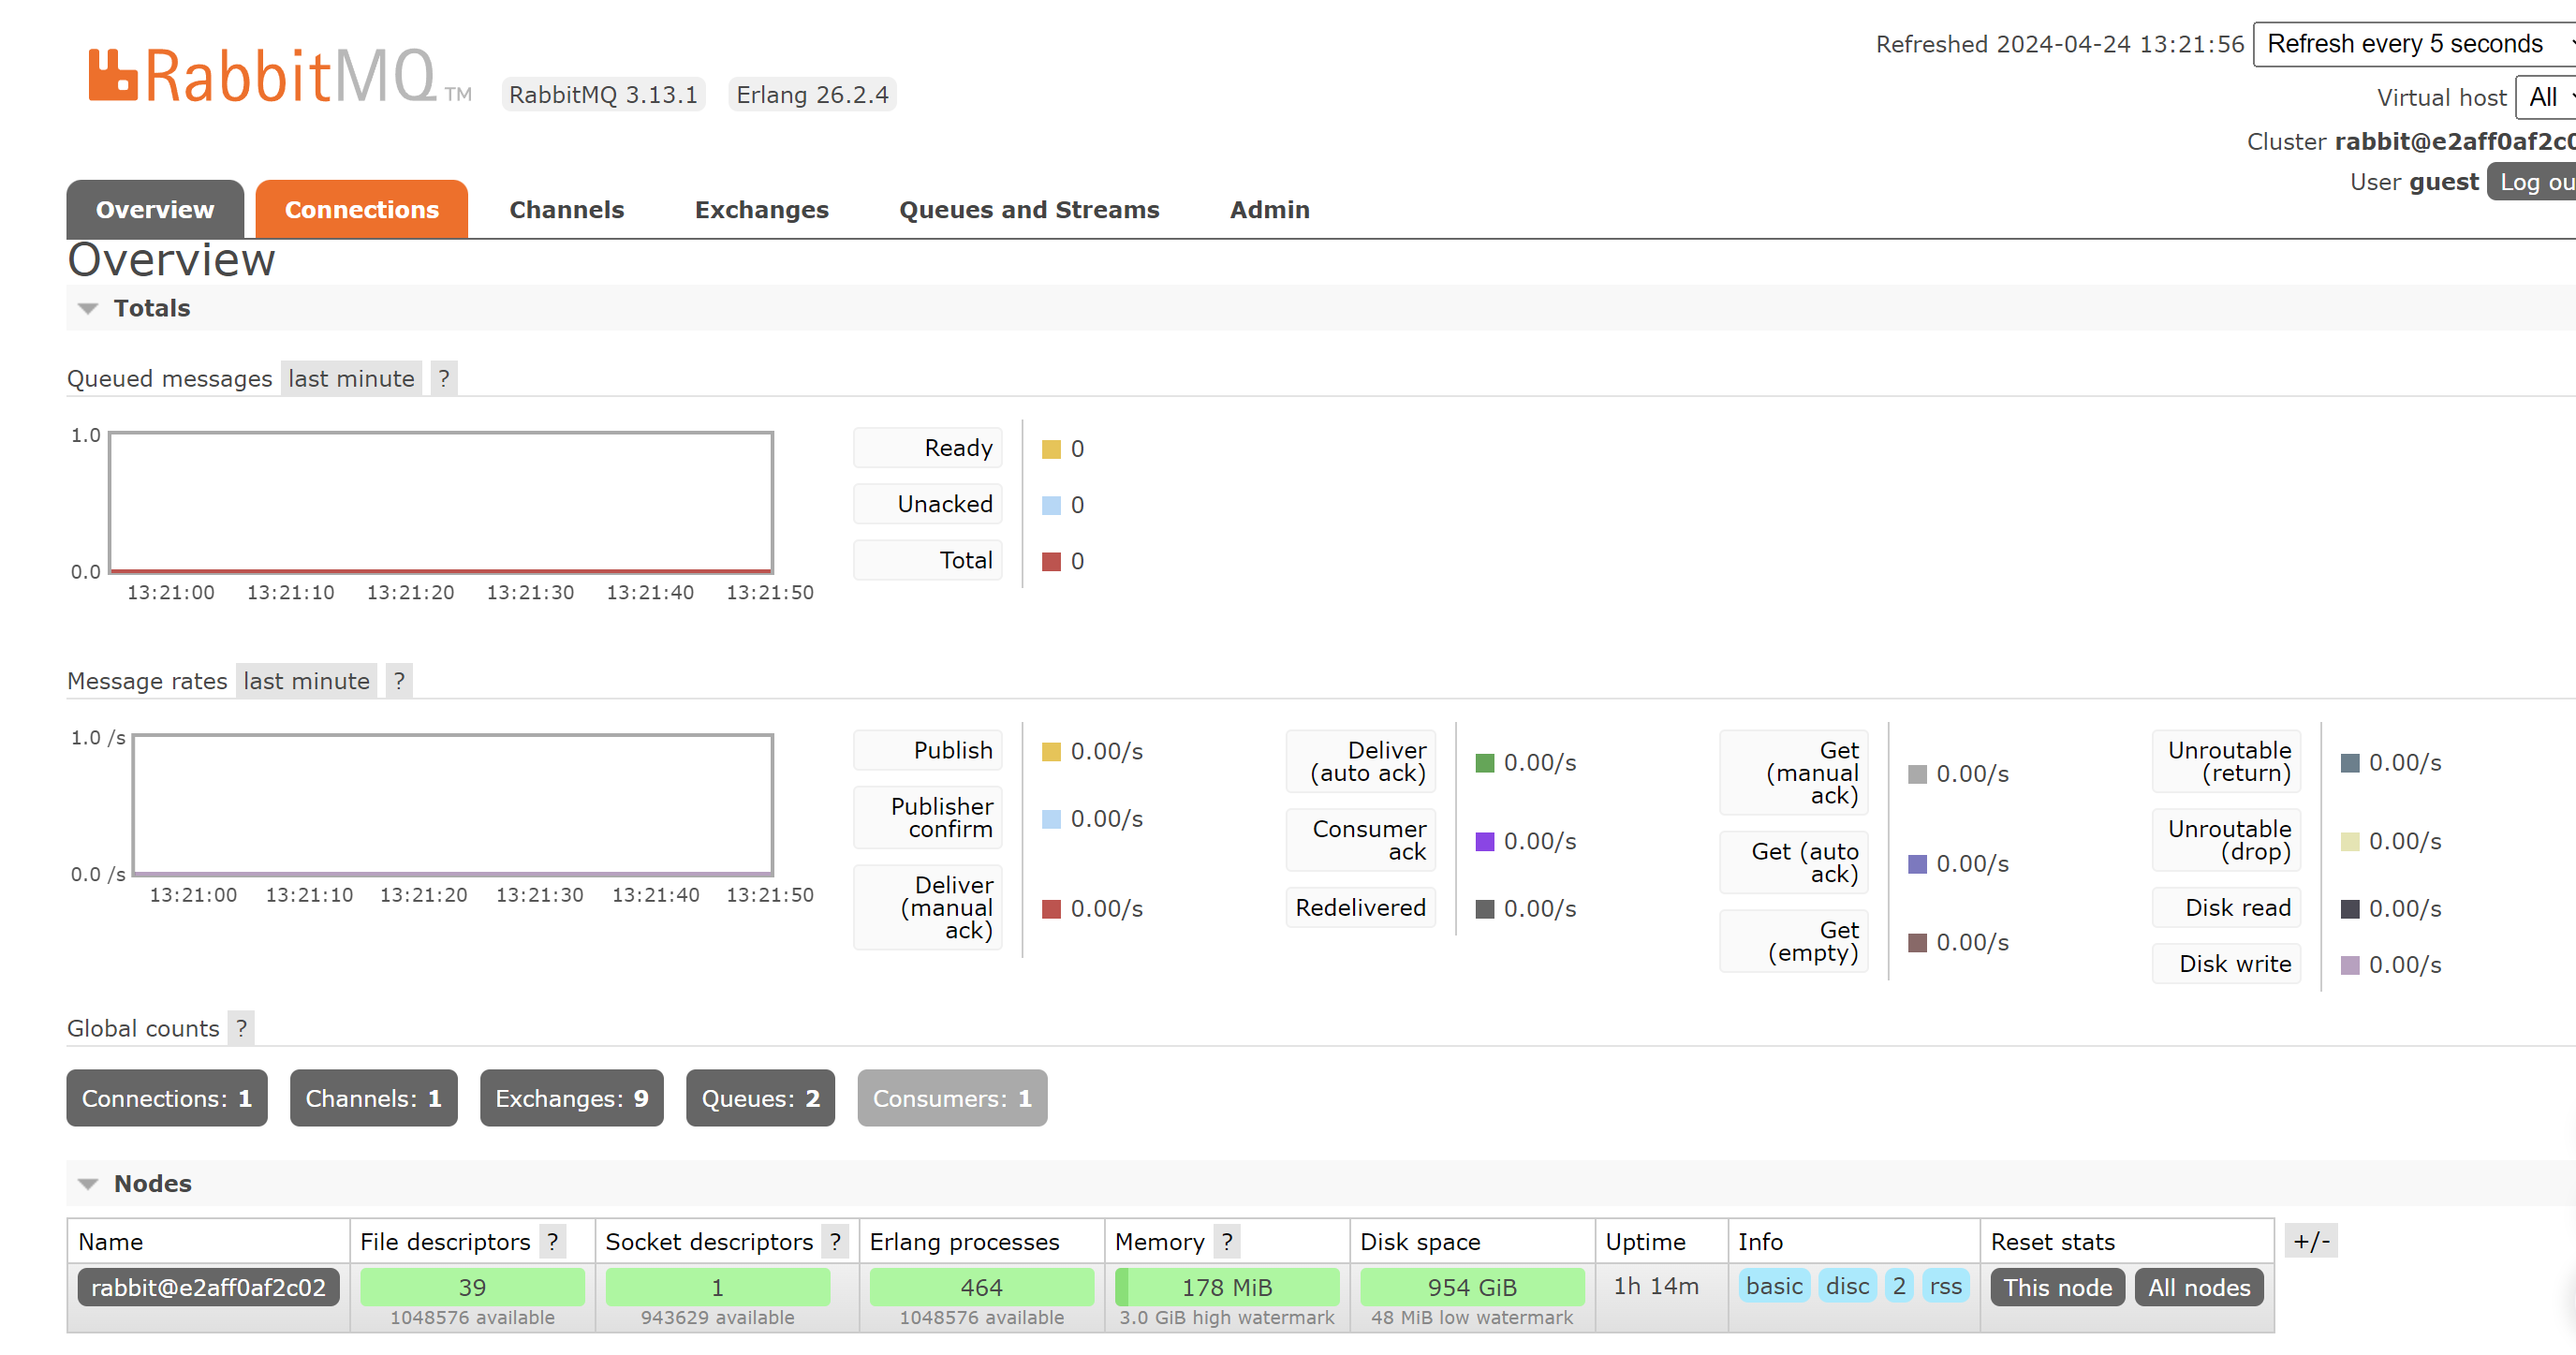 RabbitMQ TM
RabbitMQ 3.13.1 Erlang 26.2.4
Refreshed 2024-04-24 13:21:56 Refresh every 5 seconds
Virtual host All
Cluster rabbit@e2aff0af2c0
User guest Log ou
Overview Connections Channels Exchanges Queues and Streams Admin
Overview
Totals
Queued messages last minute ?
1.0
0.0
13:21:00 13:21:10 13:21:20 13:21:30 13:21:40 13:21:50
Ready 0
Unacked 0
Total 0
Message rates last minute ?
1.0 /s
0.0 /s
13:21:00 13:21:10 13:21:20 13:21:30 13:21:40 13:21:50
Publish 0.00/s
Publisher
confirm 0.00/s
Deliver
(manual 0.00/s
ack)
Deliver
(auto ack) 0.00/s
Consumer
ack 0.00/s
Redelivered 0.00/s
Get
(manual 0.00/s
ack)
Get (auto
ack) 0.00/s
Get
(empty) 0.00/s
Unroutable
(return) 0.00/s
Unroutable
(drop) 0.00/s
Disk read 0.00/s
Disk write 0.00/s
Global counts ?
Connections: 1 Channels: 1 Exchanges: 9 Queues: 2 Consumers: 1
Nodes
Name File descriptors ? Socket descriptors ? Erlang processes Memory ? Disk space Uptime Info Reset stats +/-
rabbit@e2aff0af2c02 39 1 464 178 MiB 954 GiB 1h 14m basic disc 2 rss This node All nodes
1048576 available 943629 available 1048576 available 3.0 GiB high watermark 48 MiB low watermark